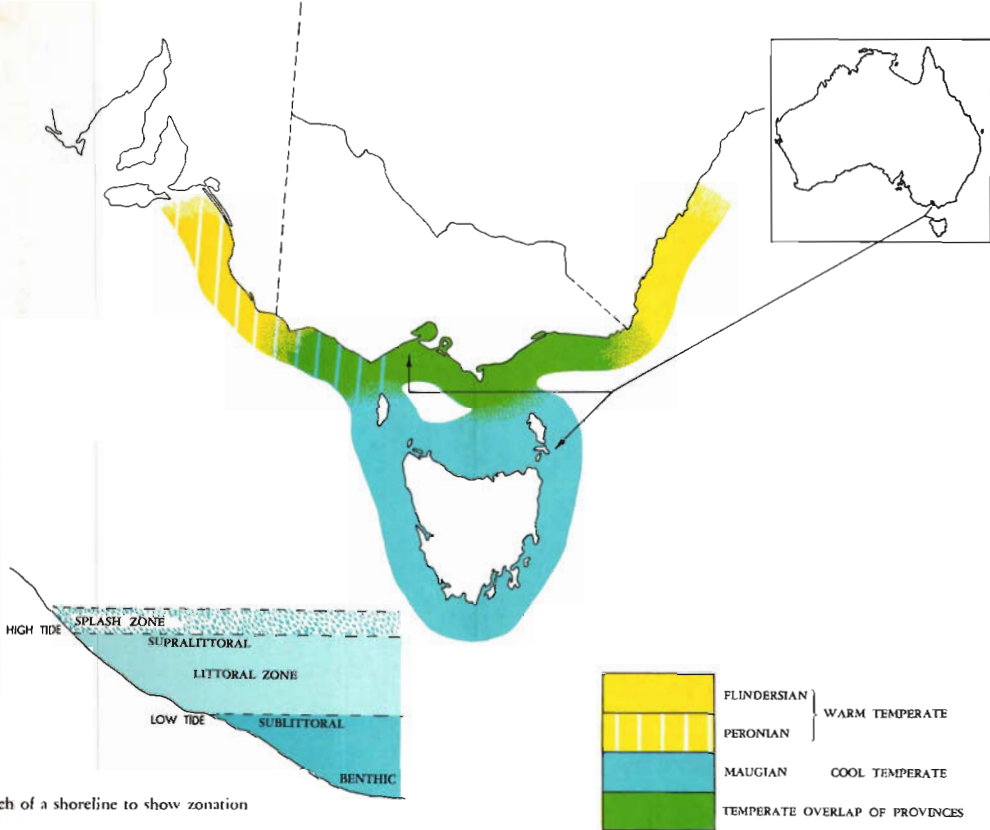 HIGH TIDE
SPLASH ZONE
SUPRALITTORAL
LITTORAL ZONE
LOW TIDE
SUBLITTORAL
BENTHIC
ch of a shoreline to show zonation
FLINDERSIAN
WARM TEMPERATE
PERONIAN
MAUGIAN COOL TEMPERATE
TEMPERATE OVERLAP OF PROVINCES